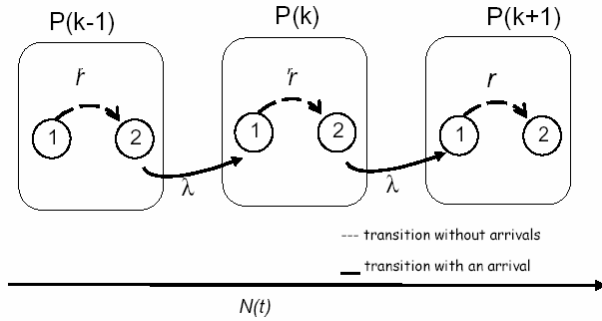 P(k-1) P(k) P(k+1)
r r r
1 2 1 2 1 2
λ λ
--- transition without arrivals
— transition with an arrival
N(t)